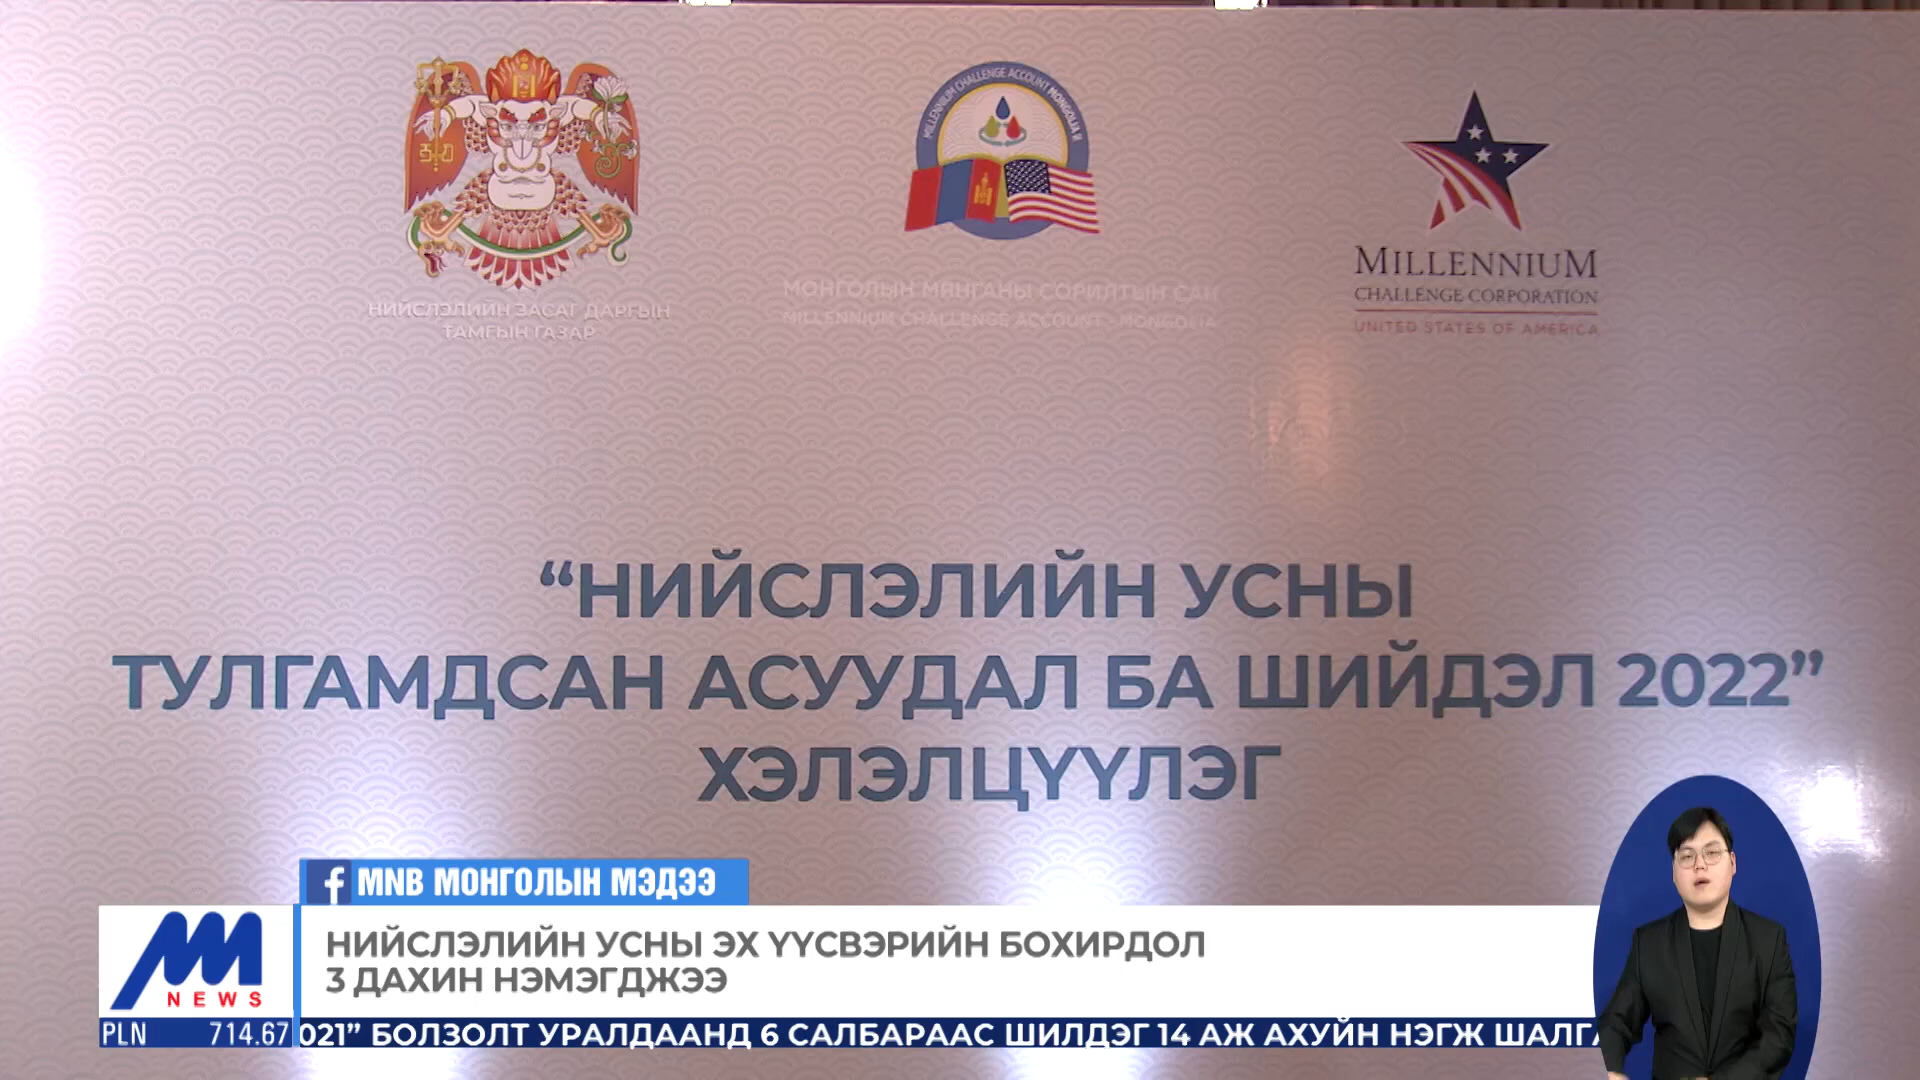 MILLENNIUM CHALLENGE ACCOUNT MONGOLIA II
НИЙСЛЭЛИЙН ЗАСАГ ДАРГЫН
ТАМГЫН ГАЗАР
МОНГОЛЫН МЯНГАНЫ СОРИЛТЫН САН
MILLENNIUM CHALLENGE ACCOUNT - MONGOLIA
MILLENNIUM
CHALLENGE CORPORATION
UNITED STATES OF AMERICA
“НИЙСЛЭЛИЙН УСНЫ
ТУЛГАМДСАН АСУУДАЛ БА ШИЙДЭЛ 2022”
ХЭЛЭЛЦҮҮЛЭГ
f MNB МОНГОЛЫН МЭДЭЭ
НИЙСЛЭЛИЙН УСНЫ ЭХ ҮҮСВЭРИЙН БОХИРДОЛ
3 ДАХИН НЭМЭГДЖЭЭ
NEWS
PLN 714.67
021” БОЛЗОЛТ УРАЛДААНД 6 САЛБАРААС ШИЛДЭГ 14 АЖ АХУЙН НЭГЖ ШАЛГА